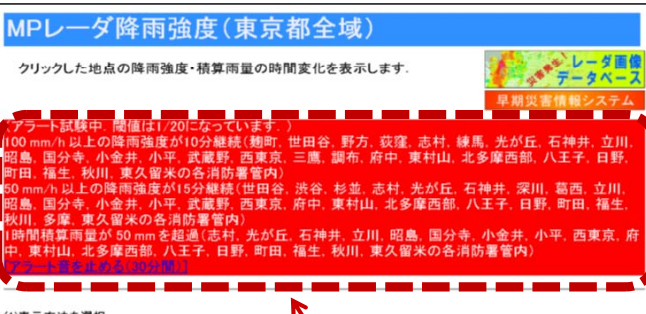 MPレーダ降雨強度(東京都全域)
クリックした地点の降雨強度・積算雨量の時間変化を表示します.
災害発生!
レーダ画像
データベース
早期災害情報システム
(アラート試験中. 閾値は1/20になっています. )
100 mm/h 以上の降雨強度が10分継続(麹町, 世田谷, 野方, 荻窪, 志村, 練馬, 光が丘, 石神井, 立川,
昭島, 国分寺, 小金井, 小平, 武蔵野, 西東京, 三鷹, 調布, 府中, 東村山, 北多摩西部, 八王子, 日野,
町田, 福生, 秋川, 東久留米の各消防署管内)
50 mm/h 以上の降雨強度が15分継続(世田谷, 渋谷, 杉並, 志村, 光が丘, 石神井, 深川, 葛西, 立川,
昭島, 国分寺, 小金井, 小平, 武蔵野, 西東京, 府中, 東村山, 北多摩西部, 八王子, 日野, 町田, 福生,
秋川, 多摩, 東久留米の各消防署管内)
1時間積算雨量が 50 mm を超過(志村, 光が丘, 石神井, 立川, 昭島, 国分寺, 小金井, 小平, 西東京, 府
中, 東村山, 北多摩西部, 八王子, 日野, 町田, 福生, 秋川, 東久留米の各消防署管内)
[アラート音を止める(30分間)]